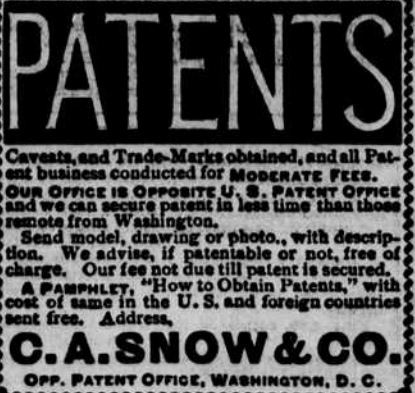 PATENTS
Caveats, and Trade-Marks obtained, and all Pat-
ent business conducted for MODERATE FEES.
OUR OFFICE IS OPPOSITE U. S. PATENT OFFICE
and we can secure patent in less time than those
remote from Washington.
Send model, drawing or photo., with descrip-
tion. We advise, if patentable or not, free of
charge. Our fee not due till patent is secured.
A PAMPHLET, "How to Obtain Patents," with
cost of same in the U. S. and foreign countries
sent free. Address,
C. A. SNOW & CO.
OPP. PATENT OFFICE, WASHINGTON, D. C.